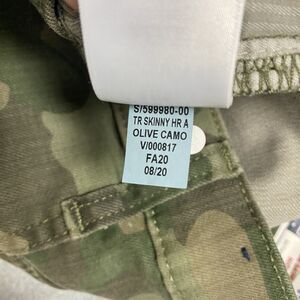 S/599980-00
TR SKINNY HR A
OLIVE CAMO
V/000817
FA20
08/20